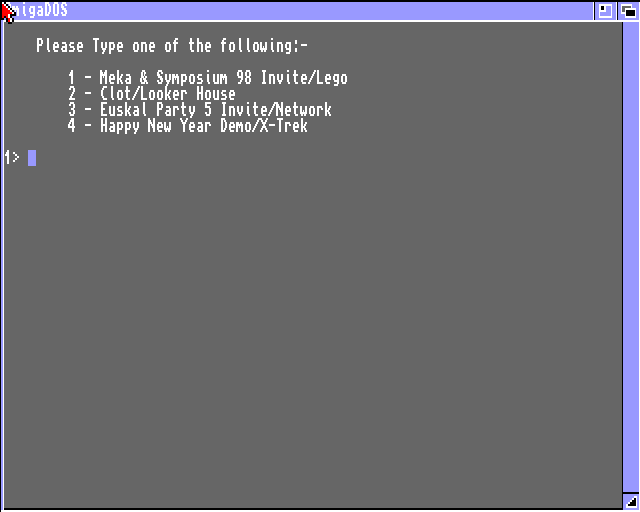 AmigaDOS
Please Type one of the following:-
1 - Meka & Symposium 98 Invite/Lego
2 - Clot/Looker House
3 - Euskal Party 5 Invite/Network
4 - Happy New Year Demo/X-Trek
1>